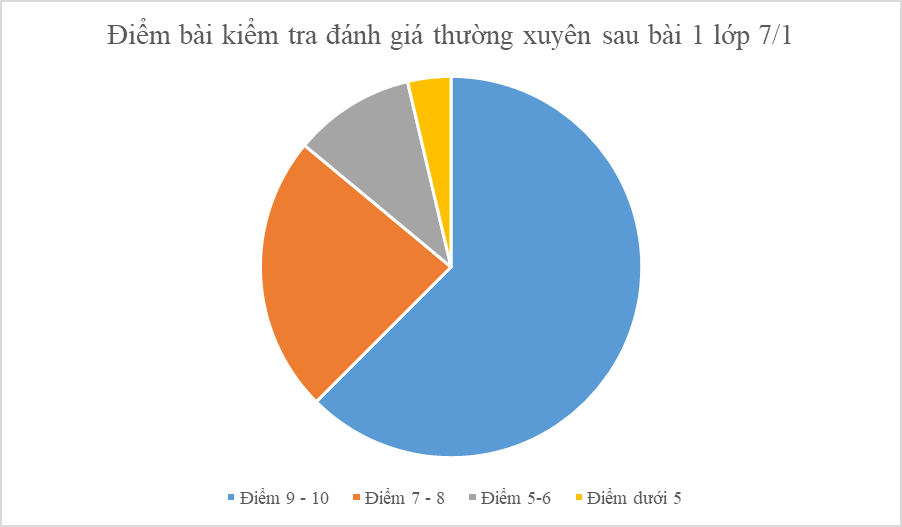 Điểm bài kiểm tra đánh giá thường xuyên sau bài 1 lớp 7/1
Điểm 9 - 10 Điểm 7 - 8 Điểm 5-6 Điểm dưới 5